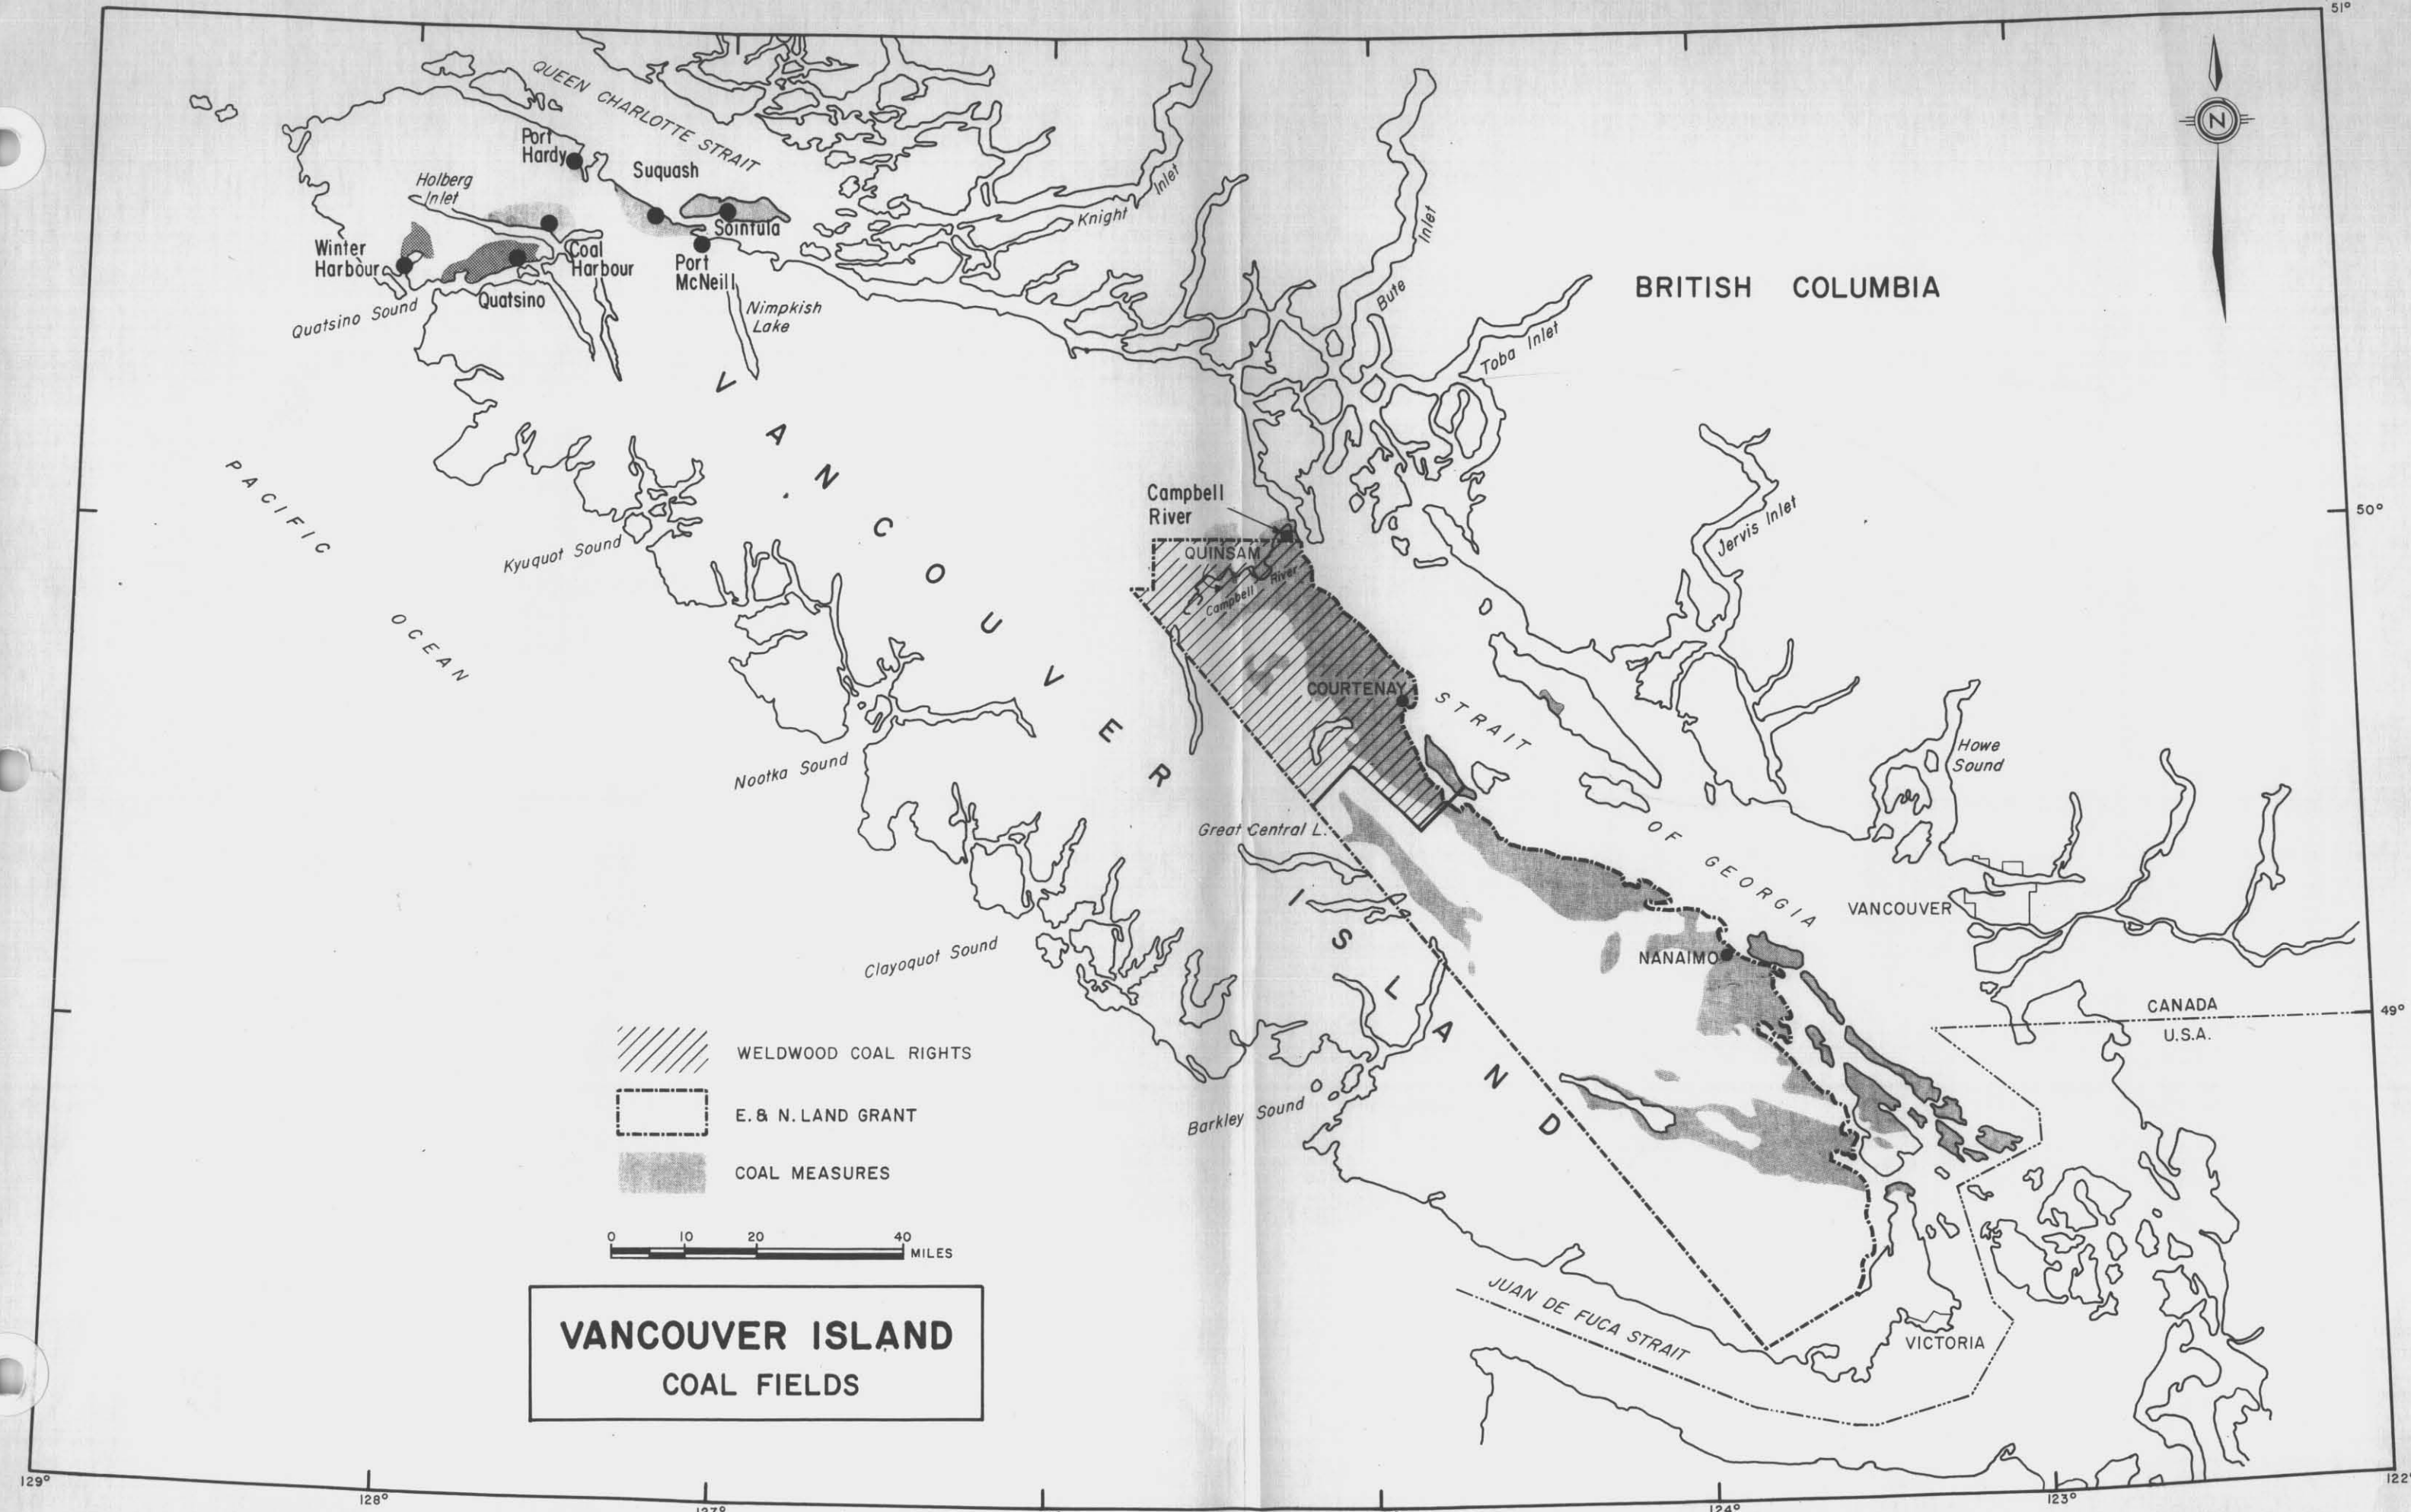 51°
QUEEN CHARLOTTE STRAIT
N
Port
Hardy
Suquash
Holberg
Inlet
Sointula
Knight Inlet
Bute Inlet
Winter
Harbour
Coal
Harbour
Port
McNeill
Quatsino
Quatsino Sound
Nimpkish
Lake
Toba Inlet
BRITISH COLUMBIA
VANCOUVER ISLAND
PACIFIC OCEAN
Campbell
River
50°
Jervis Inlet
Kyuquot Sound
QUINSAM
Campbell River
COURTENAY
STRAIT OF GEORGIA
Howe
Sound
Nootka Sound
Great Central L.
VANCOUVER
Clayoquot Sound
NANAIMO
CANADA
U.S.A.
49°
WELDWOOD COAL RIGHTS
E. & N. LAND GRANT
COAL MEASURES
Barkley Sound
0 10 20 40
MILES
JUAN DE FUCA STRAIT
VICTORIA
VANCOUVER ISLAND
COAL FIELDS
129°
128°
127°
124°
123°
122°